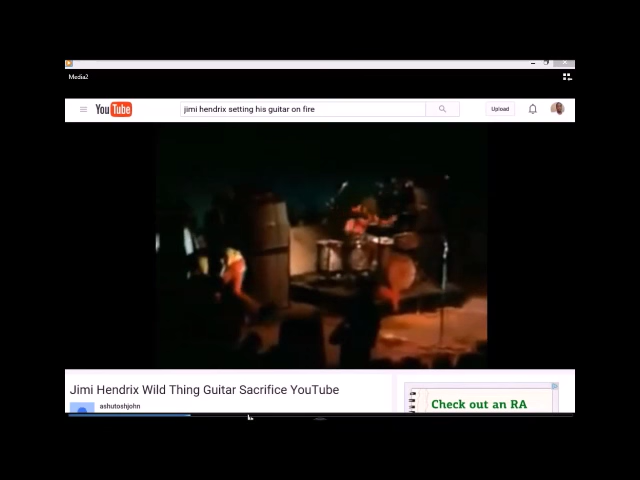 Media2
YouTube
jimi hendrix setting his guitar on fire
Upload
Jimi Hendrix Wild Thing Guitar Sacrifice YouTube
ashutoshjohn
Check out an RA